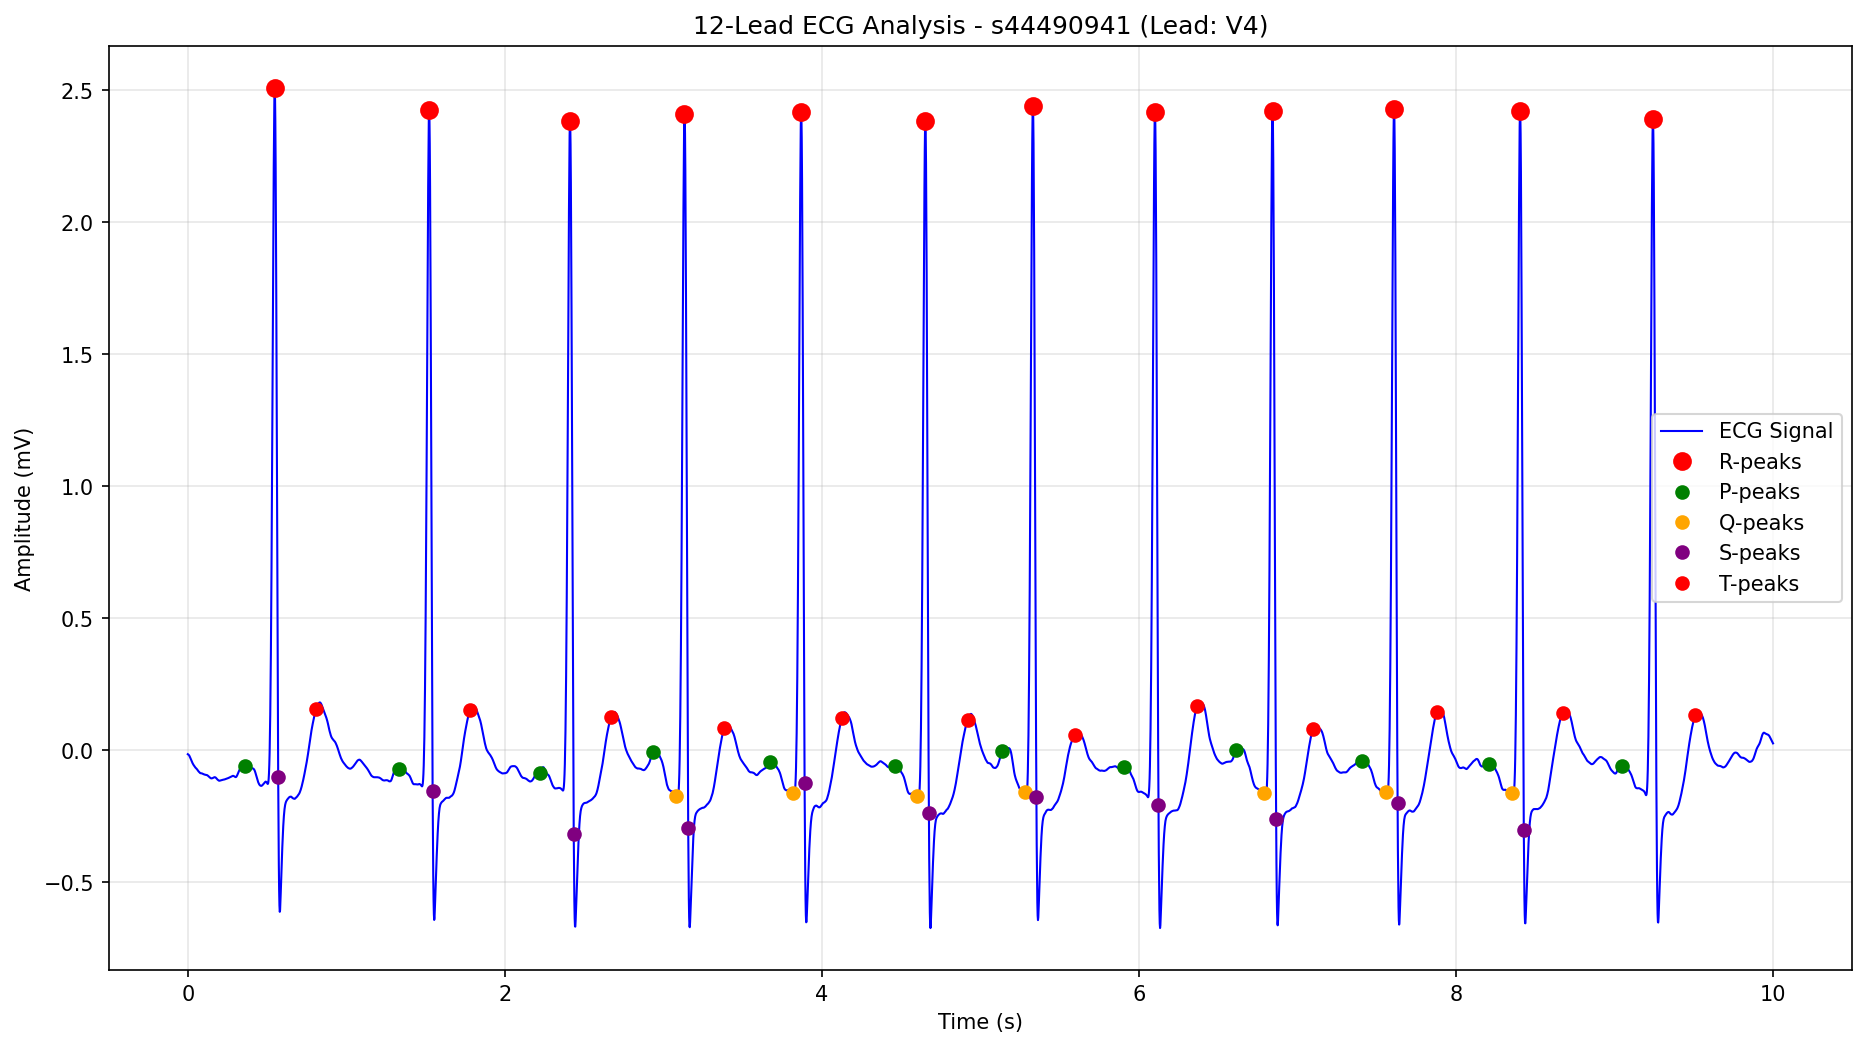 12-Lead ECG Analysis - s44490941 (Lead: V4)
Amplitude (mV)
2.5
2.0
1.5
1.0
0.5
0.0
−0.5
ECG Signal
R-peaks
P-peaks
Q-peaks
S-peaks
T-peaks
0 2 4 6 8 10
Time (s)